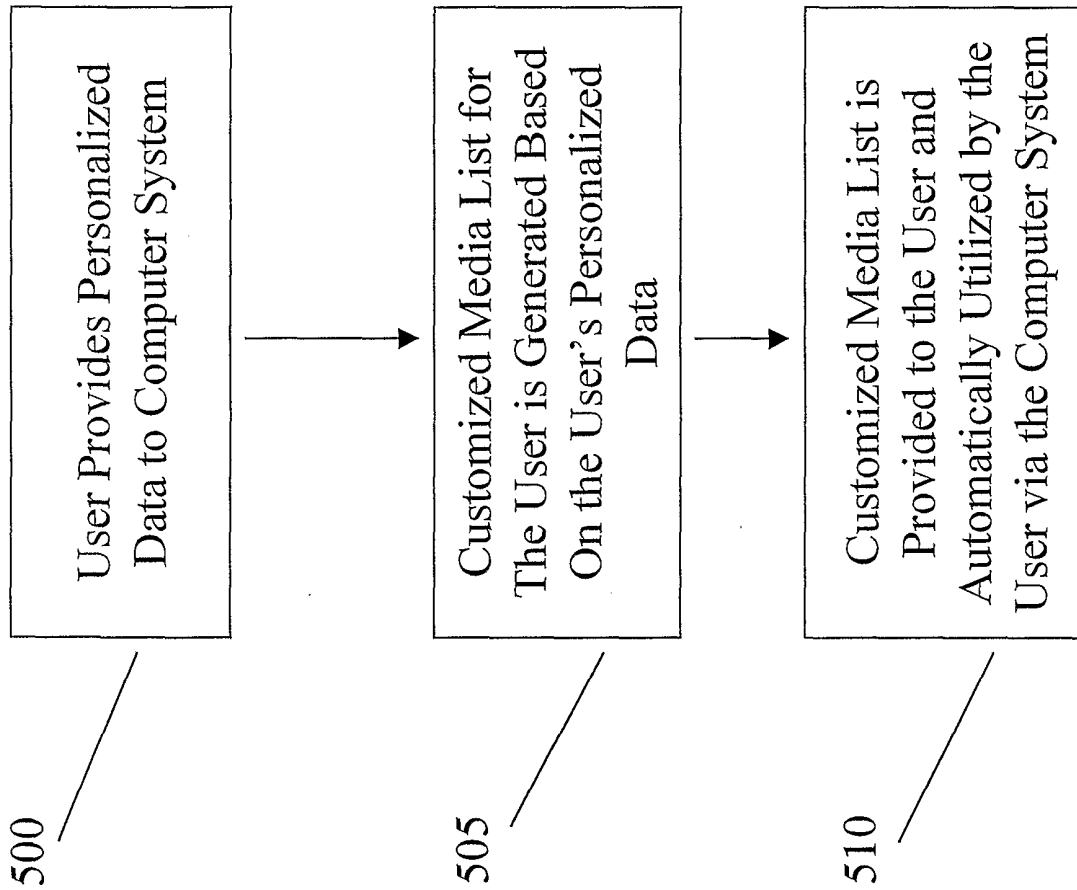 500
User Provides Personalized
Data to Computer System
505
Customized Media List for
The User is Generated Based
On the User's Personalized
Data
510
Customized Media List is
Provided to the User and
Automatically Utilized by the
User via the Computer System